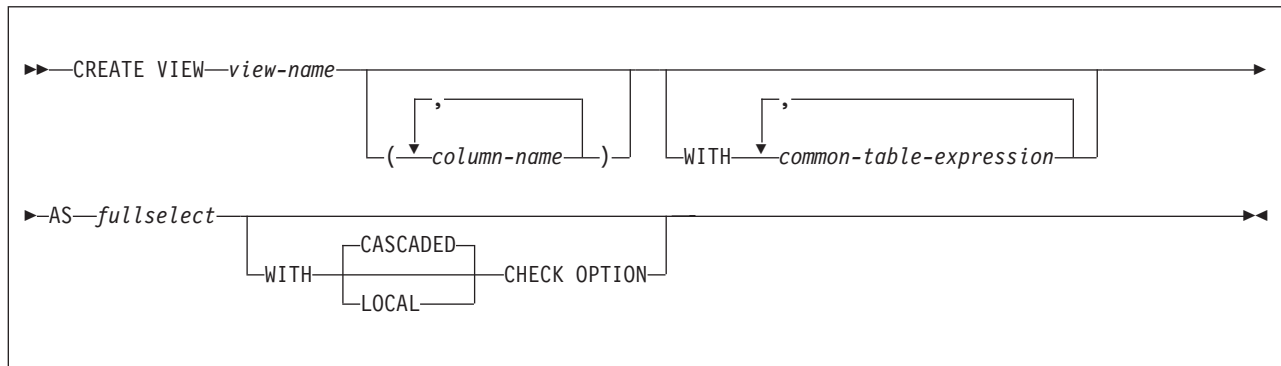 CREATE VIEW view-name
, ,
( column-name ) WITH common-table-expression
AS fullselect
CASCADED
WITH CHECK OPTION
LOCAL